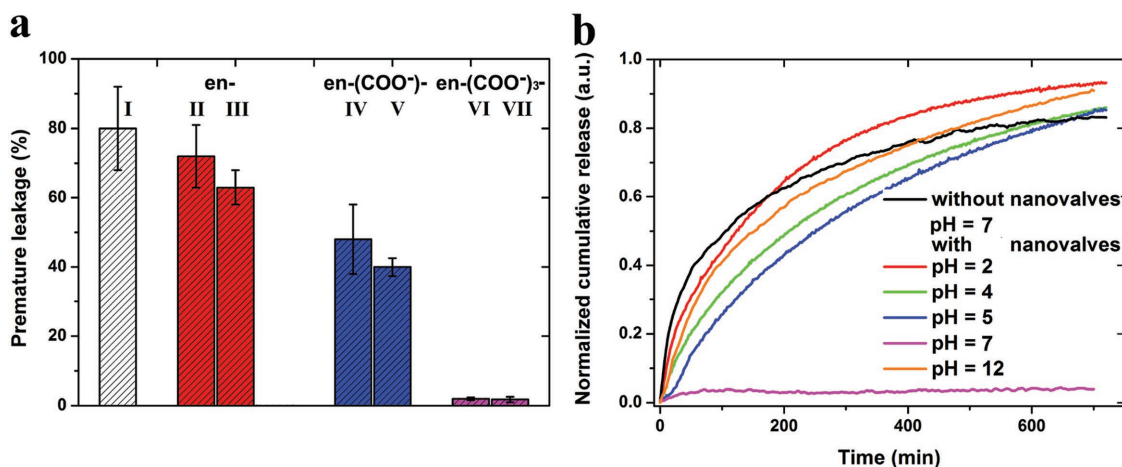 a
Premature leakage (%)
100
80
60
40
20
0
I
en-
II III
en-(COO⁻)-
IV V
en-(COO⁻)₃-
VI VII
b
Normalized cumulative release (a.u.)
1.0
0.8
0.6
0.4
0.2
0.0
0 200 400 600
Time (min)
without nanovalves
pH = 7
with nanovalves
pH = 2
pH = 4
pH = 5
pH = 7
pH = 12